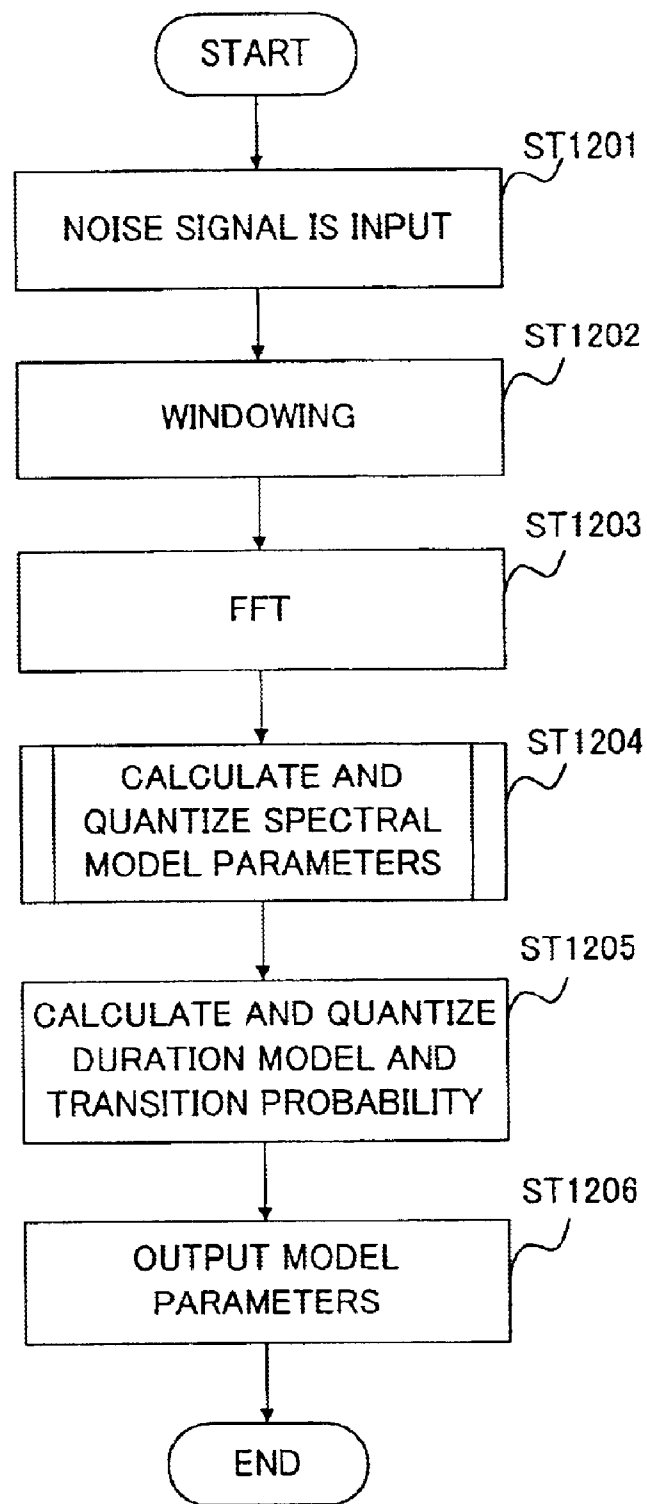 START
ST1201
NOISE SIGNAL IS INPUT
ST1202
WINDOWING
ST1203
FFT
ST1204
CALCULATE AND
QUANTIZE SPECTRAL
MODEL PARAMETERS
ST1205
CALCULATE AND QUANTIZE
DURATION MODEL AND
TRANSITION PROBABILITY
ST1206
OUTPUT MODEL
PARAMETERS
END